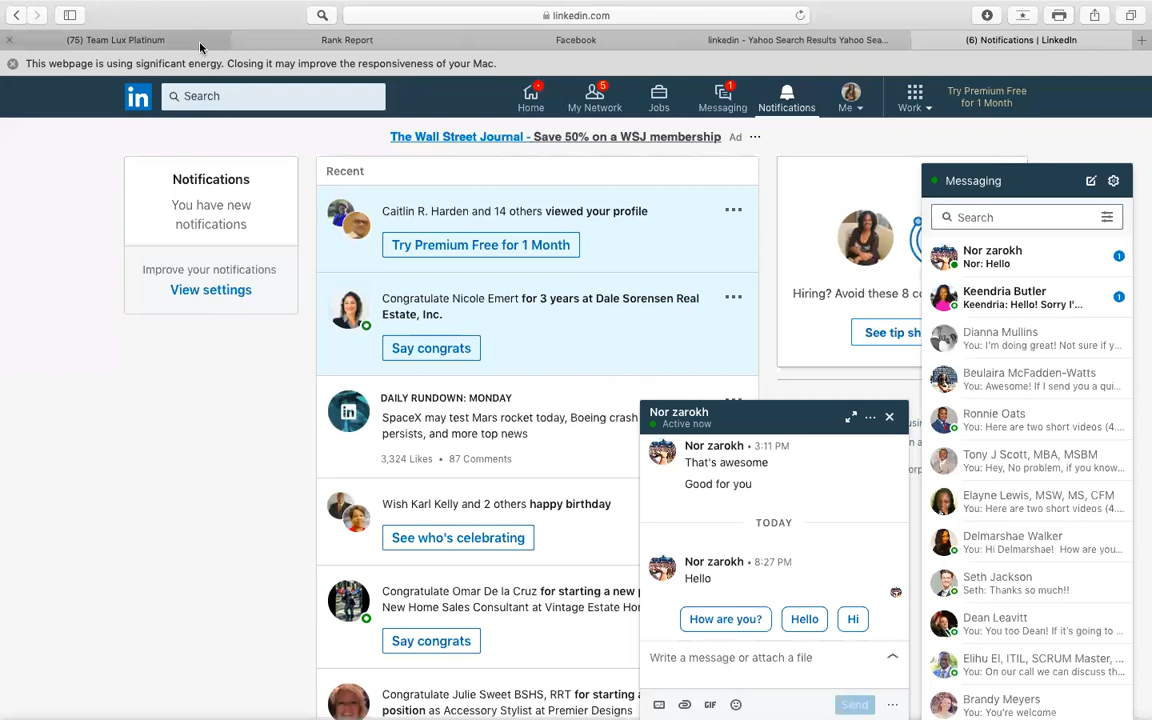 linkedin.com
(75) Team Lux Platinum
Rank Report
Facebook
linkedin - Yahoo Search Results Yahoo Sea...
(6) Notifications | LinkedIn
This webpage is using significant energy. Closing it may improve the responsiveness of your Mac.
in
Search
Home
5
My Network
Jobs
1
Messaging
Notifications
Me
Work
Try Premium Free
for 1 Month
The Wall Street Journal - Save 50% on a WSJ membership Ad ...
Notifications
You have new
notifications
Improve your notifications
View settings
Recent
Caitlin R. Harden and 14 others viewed your profile
Try Premium Free for 1 Month
Congratulate Nicole Emert for 3 years at Dale Sorensen Real
Estate, Inc.
Say congrats
in
DAILY RUNDOWN: MONDAY
SpaceX may test Mars rocket today, Boeing crash
persists, and more top news
3,324 Likes • 87 Comments
Wish Karl Kelly and 2 others happy birthday
See who's celebrating
Congratulate Omar De la Cruz for starting a new p
New Home Sales Consultant at Vintage Estate Hor
Say congrats
Congratulate Julie Sweet BSHS, RRT for starting a
position as Accessory Stylist at Premier Designs
Hiring? Avoid these 8 co
See tip sh
Nor zarokh
Active now
Nor zarokh • 3:11 PM
That's awesome
Good for you
TODAY
Nor zarokh • 8:27 PM
Hello
How are you?
Hello
Hi
Write a message or attach a file
GIF
Send
Messaging
Search
Nor zarokh
Nor: Hello
1
Keendria Butler
Keendria: Hello! Sorry I'...
1
Dianna Mullins
You: I'm doing great! Not sure if y...
Beulaira McFadden-Watts
You: Awesome! If I send you a qui...
Ronnie Oats
You: Here are two short videos (4....
Tony J Scott, MBA, MSBM
You: Hey, No problem, if you know...
Elayne Lewis, MSW, MS, CFM
You: Here are two short videos (4....
Delmarshae Walker
You: Hi Delmarshae! How are you...
Seth Jackson
Seth: Thanks so much!!
Dean Leavitt
You: You too Dean! If it's going to ...
Elihu El, ITIL, SCRUM Master, ...
You: On our call we can discuss th...
Brandy Meyers
You: You're welcome